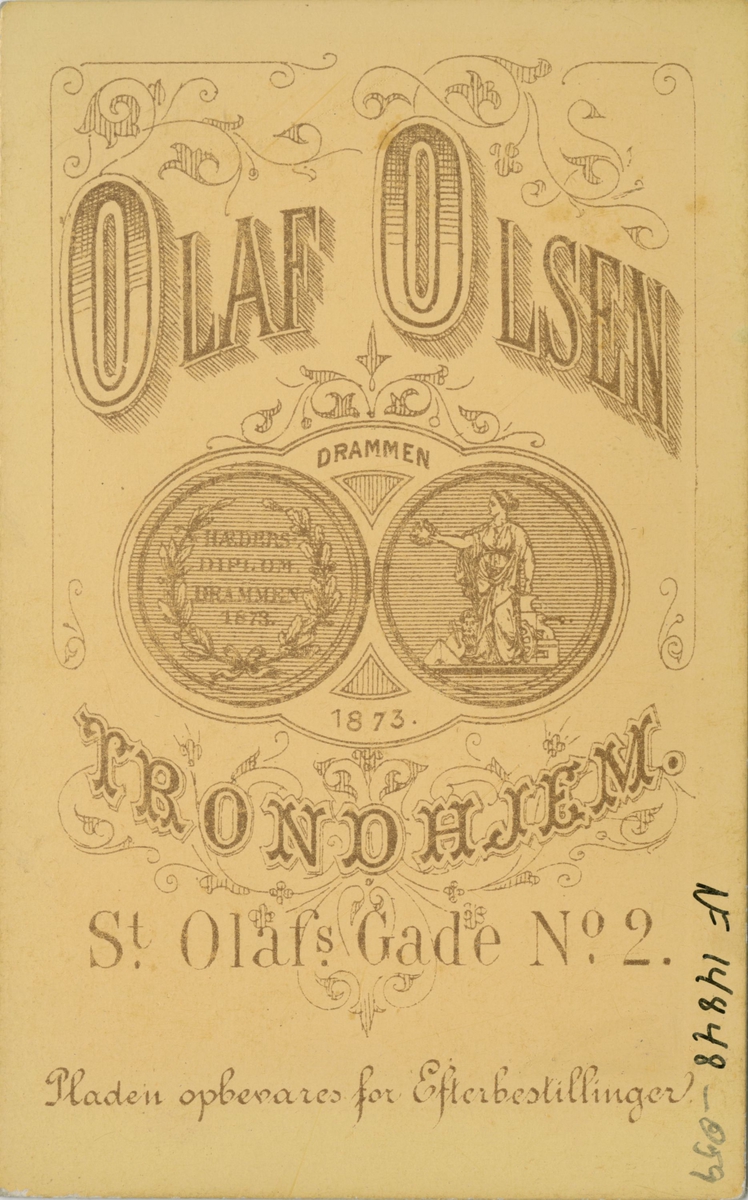 OLAF OLSEN
DRAMMEN
HÆDERS
DIPLOM,
DRAMMEN
1873.
1873.
TRONDHJEM.
St. Olafs. Gade No. 2.
Pladen opbevares for Efterbestillinger.
NF 14848